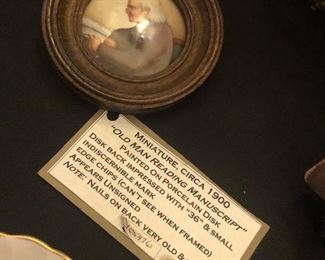 MINIATURE CIRCA 1900
"OLD MAN READING MANUSCRIPT"
PAINTED ON PORCELAIN DISK
DISK BACK IMPRESSED WITH "36" & SMALL
INDISCERNIBLE MARK
EDGE CHIPS (CAN'T SEE WHEN FRAMED)
APPEARS UNSIGNED
NOTE: NAILS ON BACK VERY OLD &